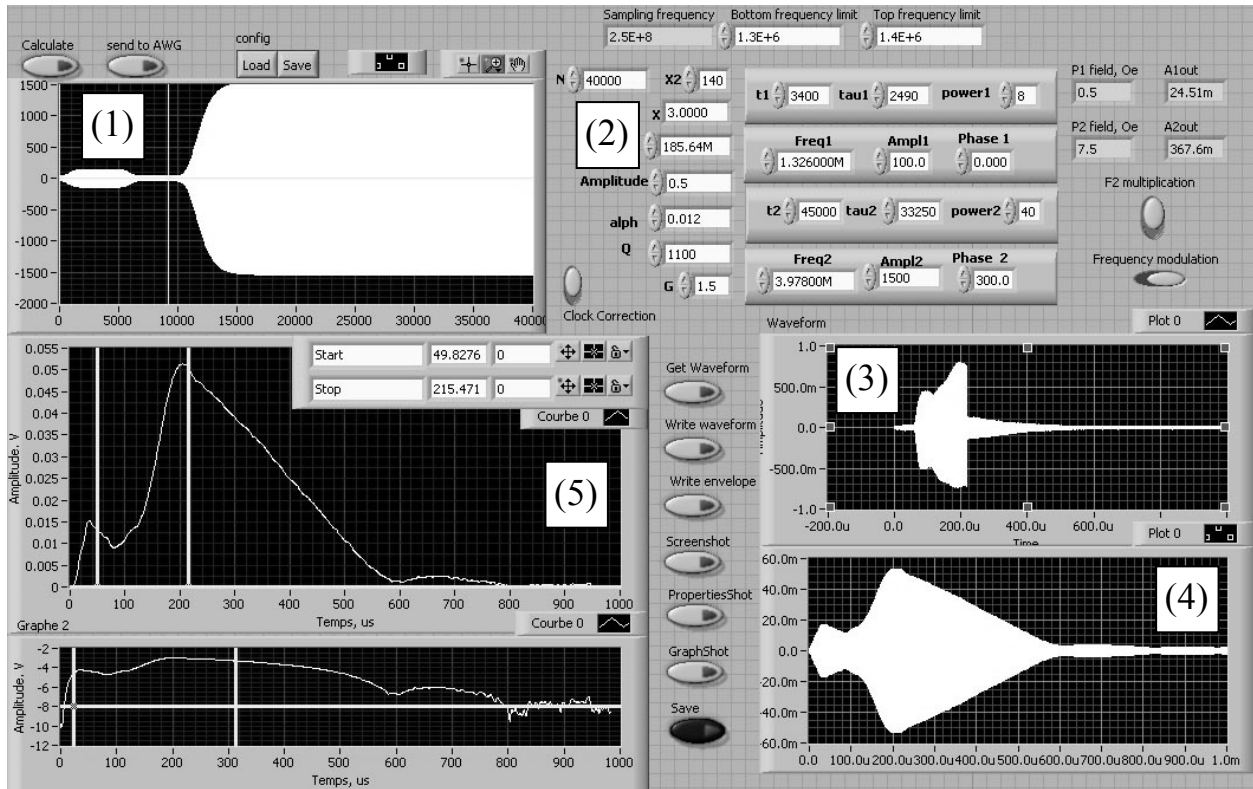 Sampling frequency Bottom frequency limit Top frequency limit
2.5E+8 1.3E+6 1.4E+6
Calculate send to AWG config
Load Save
1500
1000
500
0
-500
-1000
-1500
-2000
0 5000 10000 15000 20000 25000 30000 35000 4000
(1)
N 40000 X2 140
X 3.0000
(2)
185.64M
Amplitude 0.5
alph 0.012
Q 1100
G 1.5
Clock Correction
t1 3400 tau1 2490 power1 8
Freq1 Ampl1 Phase 1
1.326000M 100.0 0.000
t2 45000 tau2 33250 power2 40
Freq2 Ampl2 Phase 2
3.97800M 1500 300.0
P1 field, Oe A1out
0.5 24.51m
P2 field, Oe A2out
7.5 367.6m
F2 multiplication
Frequency modulation
Start 49.8276 0
Stop 215.471 0
Courbe 0
0.055
0.05
0.045
0.04
0.035
0.03
0.025
0.02
0.015
0.01
0.005
0
Amplitude, V
0 100 200 300 400 500 600 700 800 900 1000
Temps, us
(5)
Graphe 2 Courbe 0
-2
-4
-6
-8
-10
-12
Amplitude, V
0 100 200 300 400 500 600 700 800 900 1000
Temps, us
Get Waveform
Write waveform
Write envelope
Screenshot
PropertiesShot
GraphShot
Save
Waveform Plot 0
1.0
500.0m
0.0
-500.0m
-1.0
-200.0u 0.0 200.0u 400.0u 600.0u
Time
(3)
Plot 0
60.0m
40.0m
20.0m
0.0
-20.0m
-40.0m
-60.0m
0.0 100.0u 200.0u 300.0u 400.0u 500.0u 600.0u 700.0u 800.0u 900.0u 1.0m
(4)